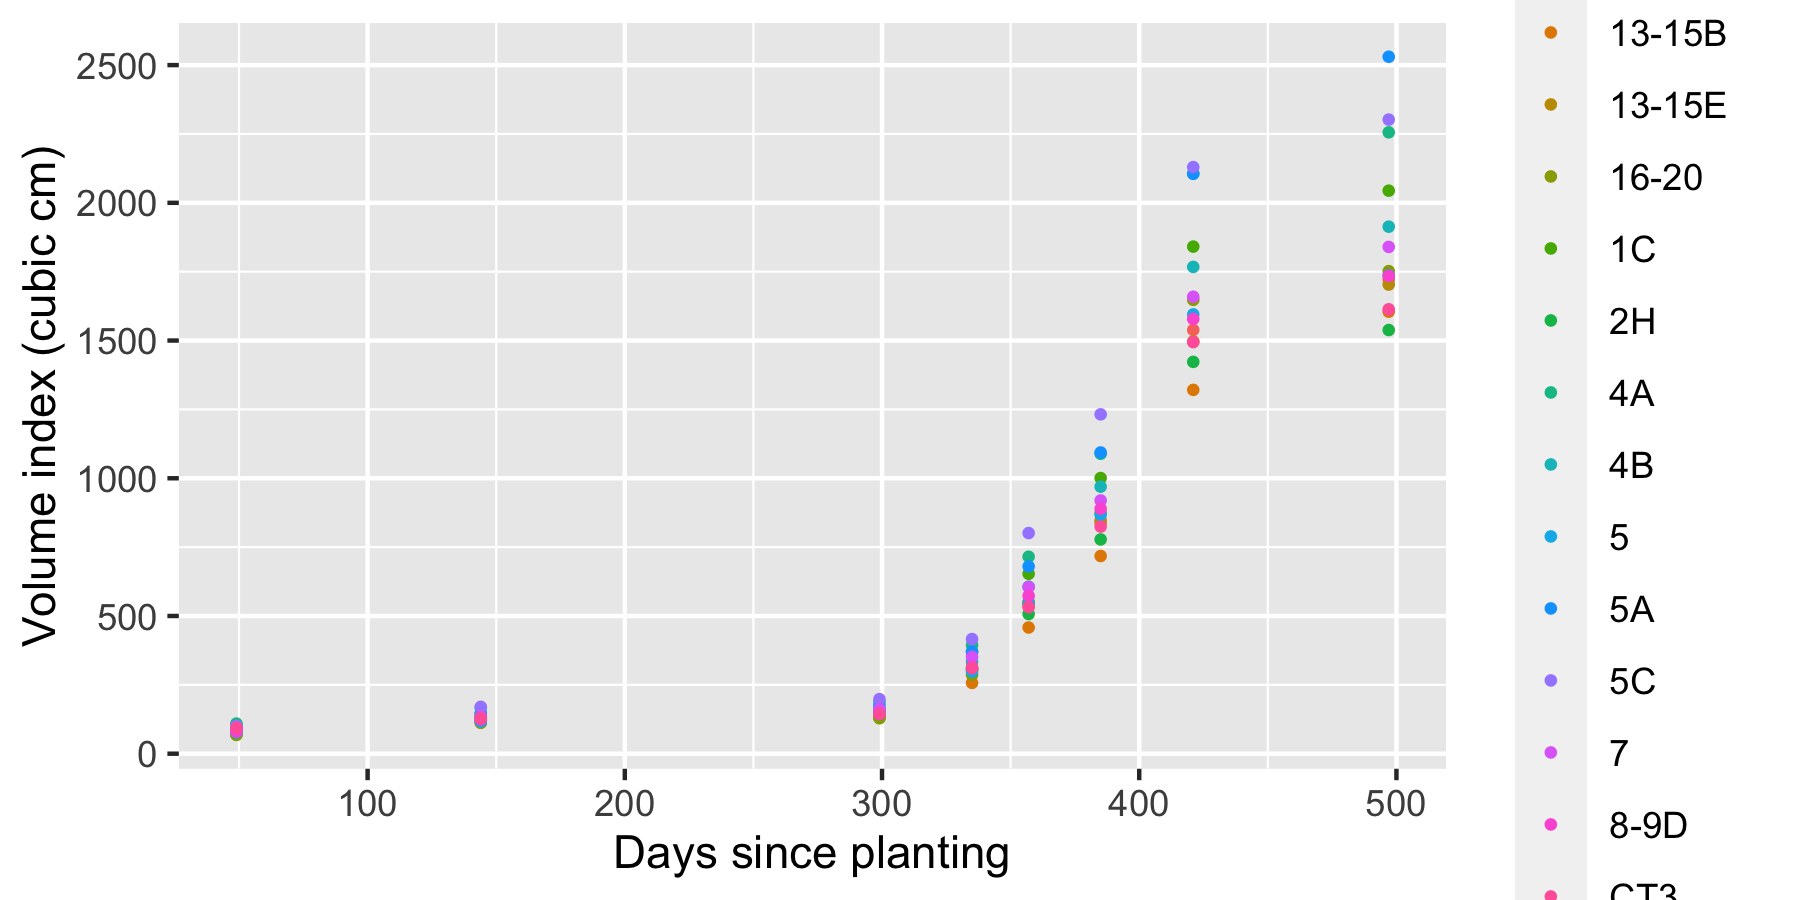 Volume index (cubic cm)
2500
2000
1500
1000
500
0
100 200 300 400 500
Days since planting
13-15B
13-15E
16-20
1C
2H
4A
4B
5
5A
5C
7
8-9D
CT3